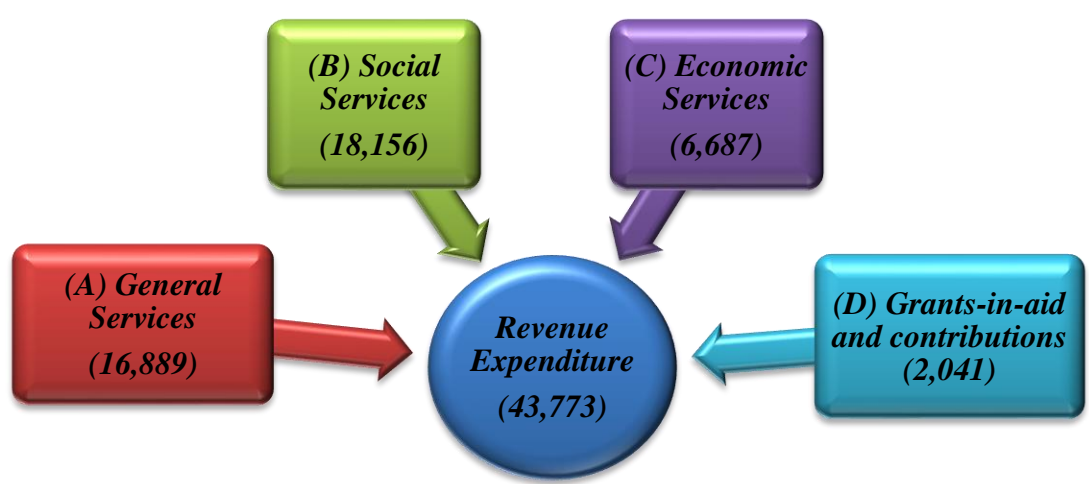 (B) Social
Services
(18,156)
(C) Economic
Services
(6,687)
(A) General
Services
(16,889)
Revenue
Expenditure
(43,773)
(D) Grants-in-aid
and contributions
(2,041)